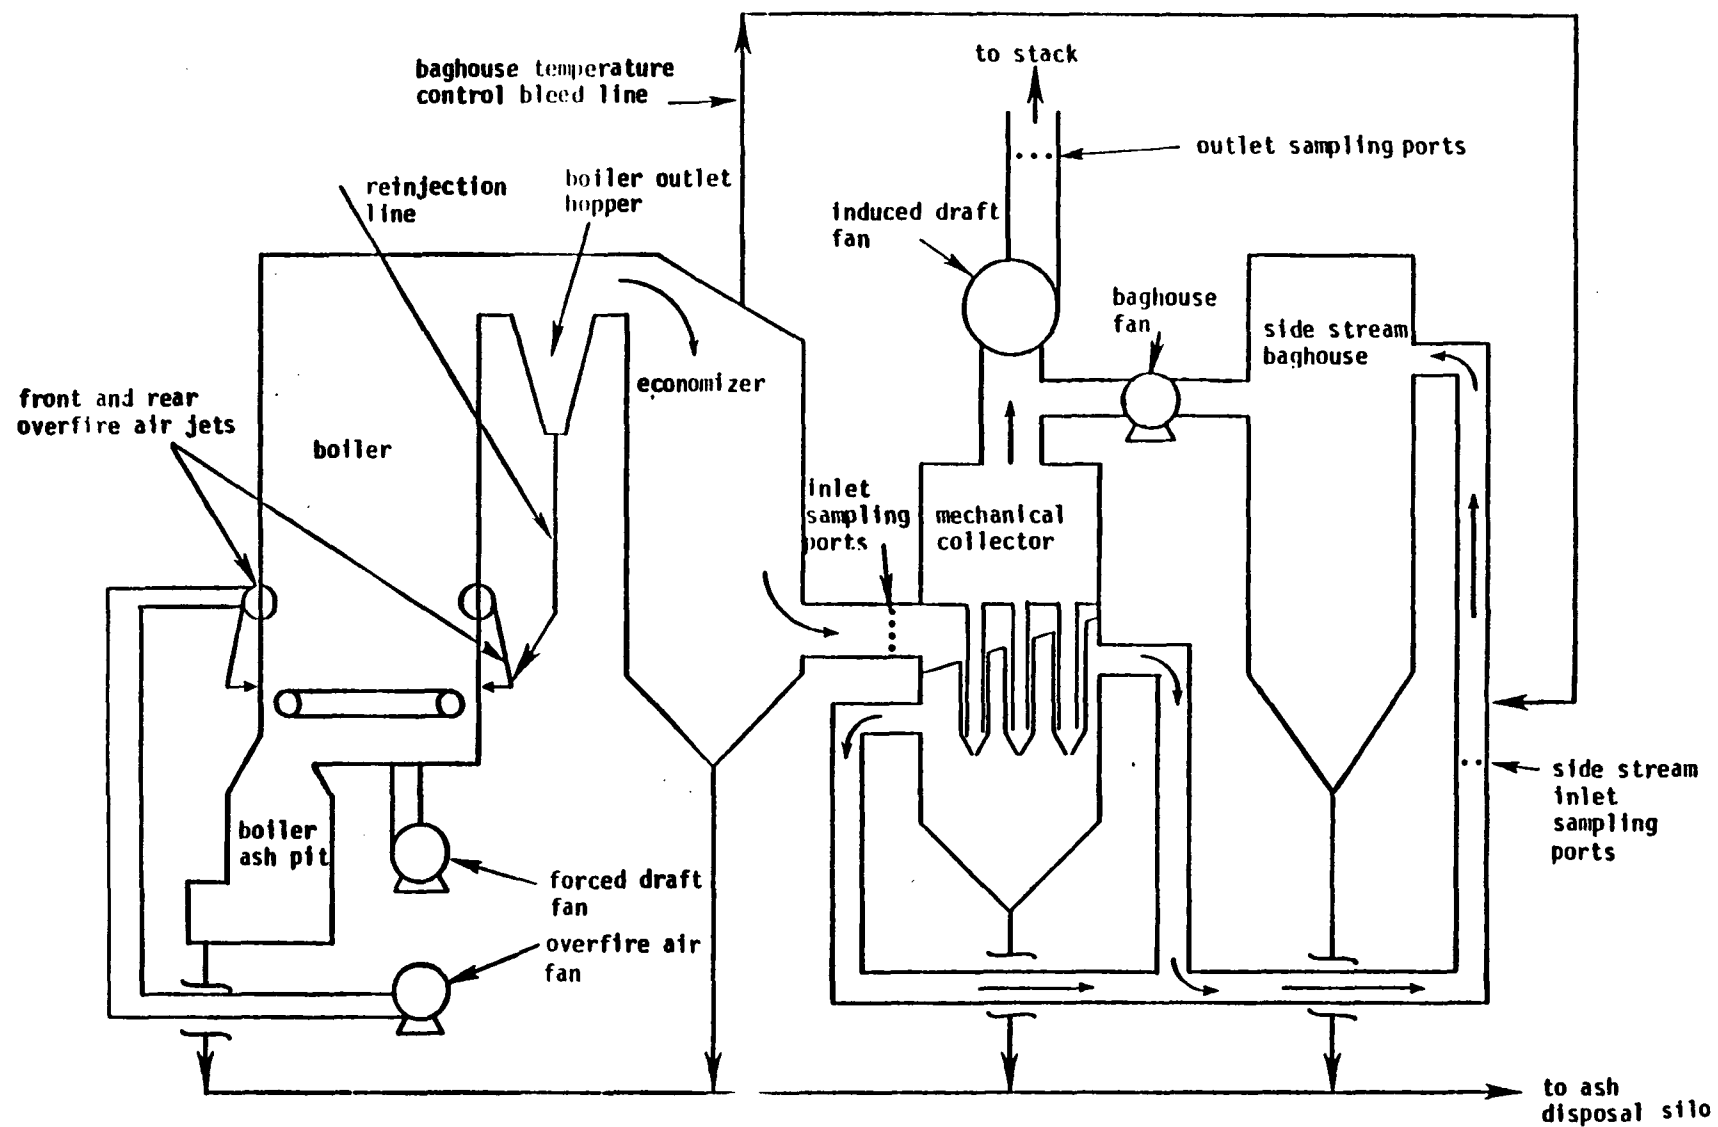 to stack
baghouse temperature
control bleed line
outlet sampling ports
reinjection
line
boiler outlet
hopper
induced draft
fan
baghouse
fan
side stream
baghouse
economizer
front and rear
overfire air jets
boiler
inlet
sampling
ports
mechanical
collector
side stream
inlet
sampling
ports
boiler
ash pit
forced draft
fan
overfire air
fan
to ash
disposal silo